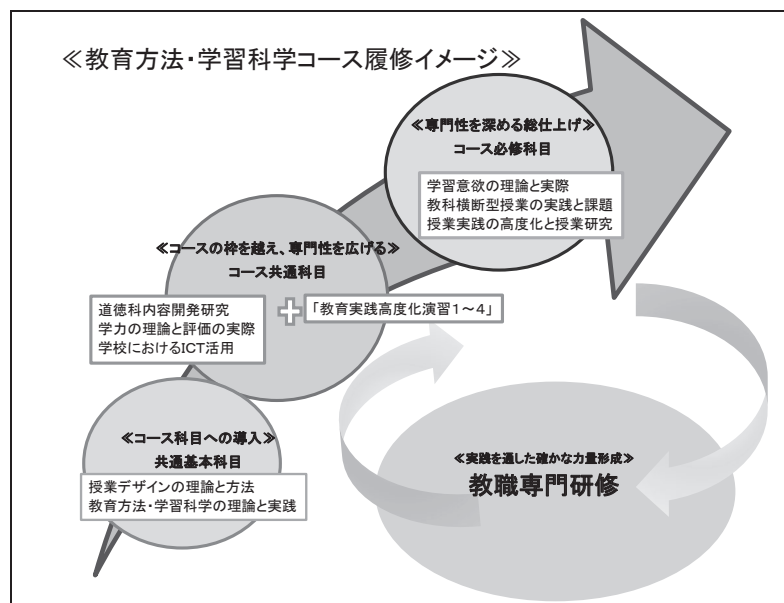 ≪教育方法・学習科学コース履修イメージ≫
≪専門性を深める総仕上げ≫
コース必修科目
学習意欲の理論と実際
教科横断型授業の実践と課題
授業実践の高度化と授業研究
≪コースの枠を越え、専門性を広げる≫
コース共通科目
道徳科内容開発研究
学力の理論と評価の実際
学校におけるICT活用
「教育実践高度化演習1～4」
≪コース科目への導入≫
共通基本科目
授業デザインの理論と方法
教育方法・学習科学の理論と実践
≪実践を通した確かな力量形成≫
教職専門研修